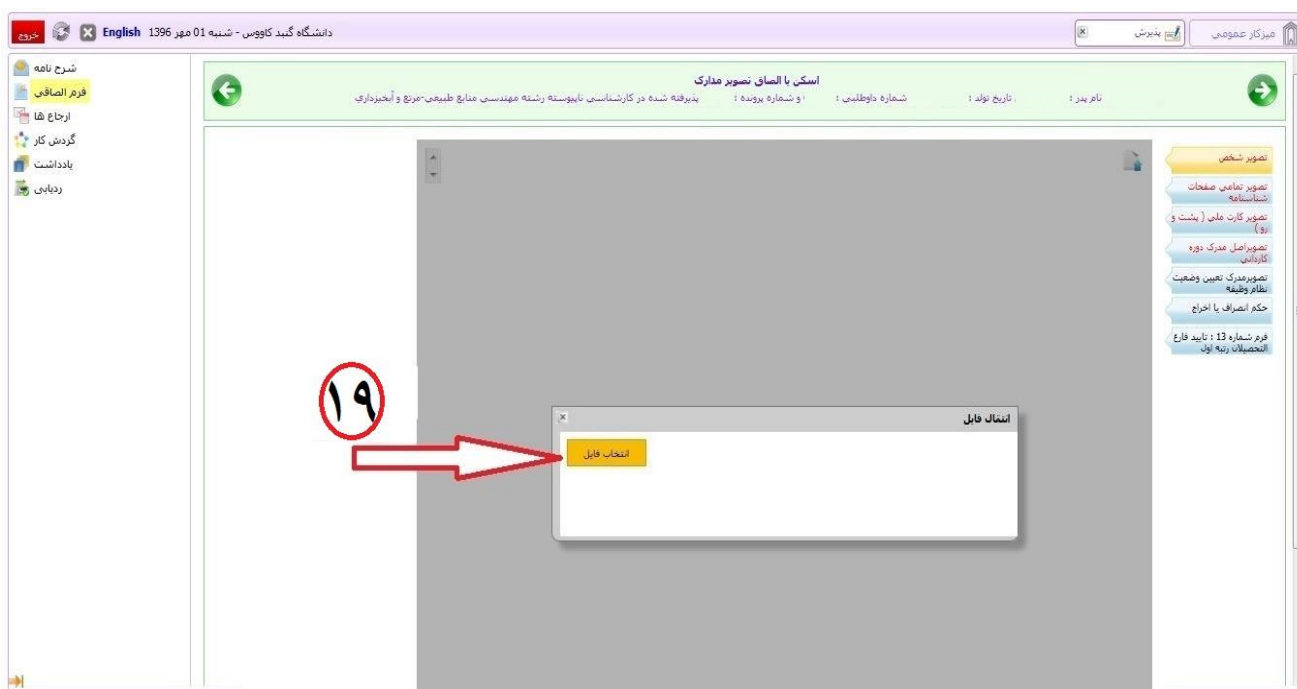 میزکار عمومی
پذیرش
دانشگاه گنبد کاووس - شنبه 01 مهر 1396 English
خروج
شرح نامه
فرم الصاقی
ارجاع ها
گردش کار
یادداشت
ردیابی
اسکن یا الصاق تصویر مدارک
نام پدر : تاریخ تولد : شماره داوطلبی : و شماره پرونده : پذیرفته شده در کارشناسی ناپیوسته رشته مهندسی منابع طبیعی-مرتع و آبخیزداری
تصویر شخص
تصویر تمامی صفحات
شناسنامه
تصویر کارت ملی ( پشت و
رو )
تصویراصل مدرک دوره
کاردانی
تصویرمدرک تعیین وضعیت
نظام وظیفه
حکم انصراف یا اخراج
فرم شماره 13 : تایید فارغ
التحصیلان رتبه اول
۱۹
انتقال فایل
انتخاب فایل